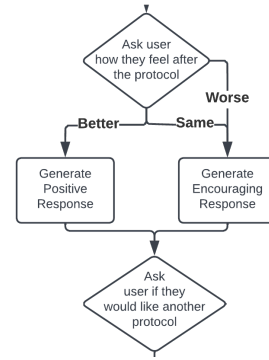 Ask user
how they feel after
the protocol
Worse
Better
Same
Generate
Positive
Response
Generate
Encouraging
Response
Ask
user if they
would like another
protocol